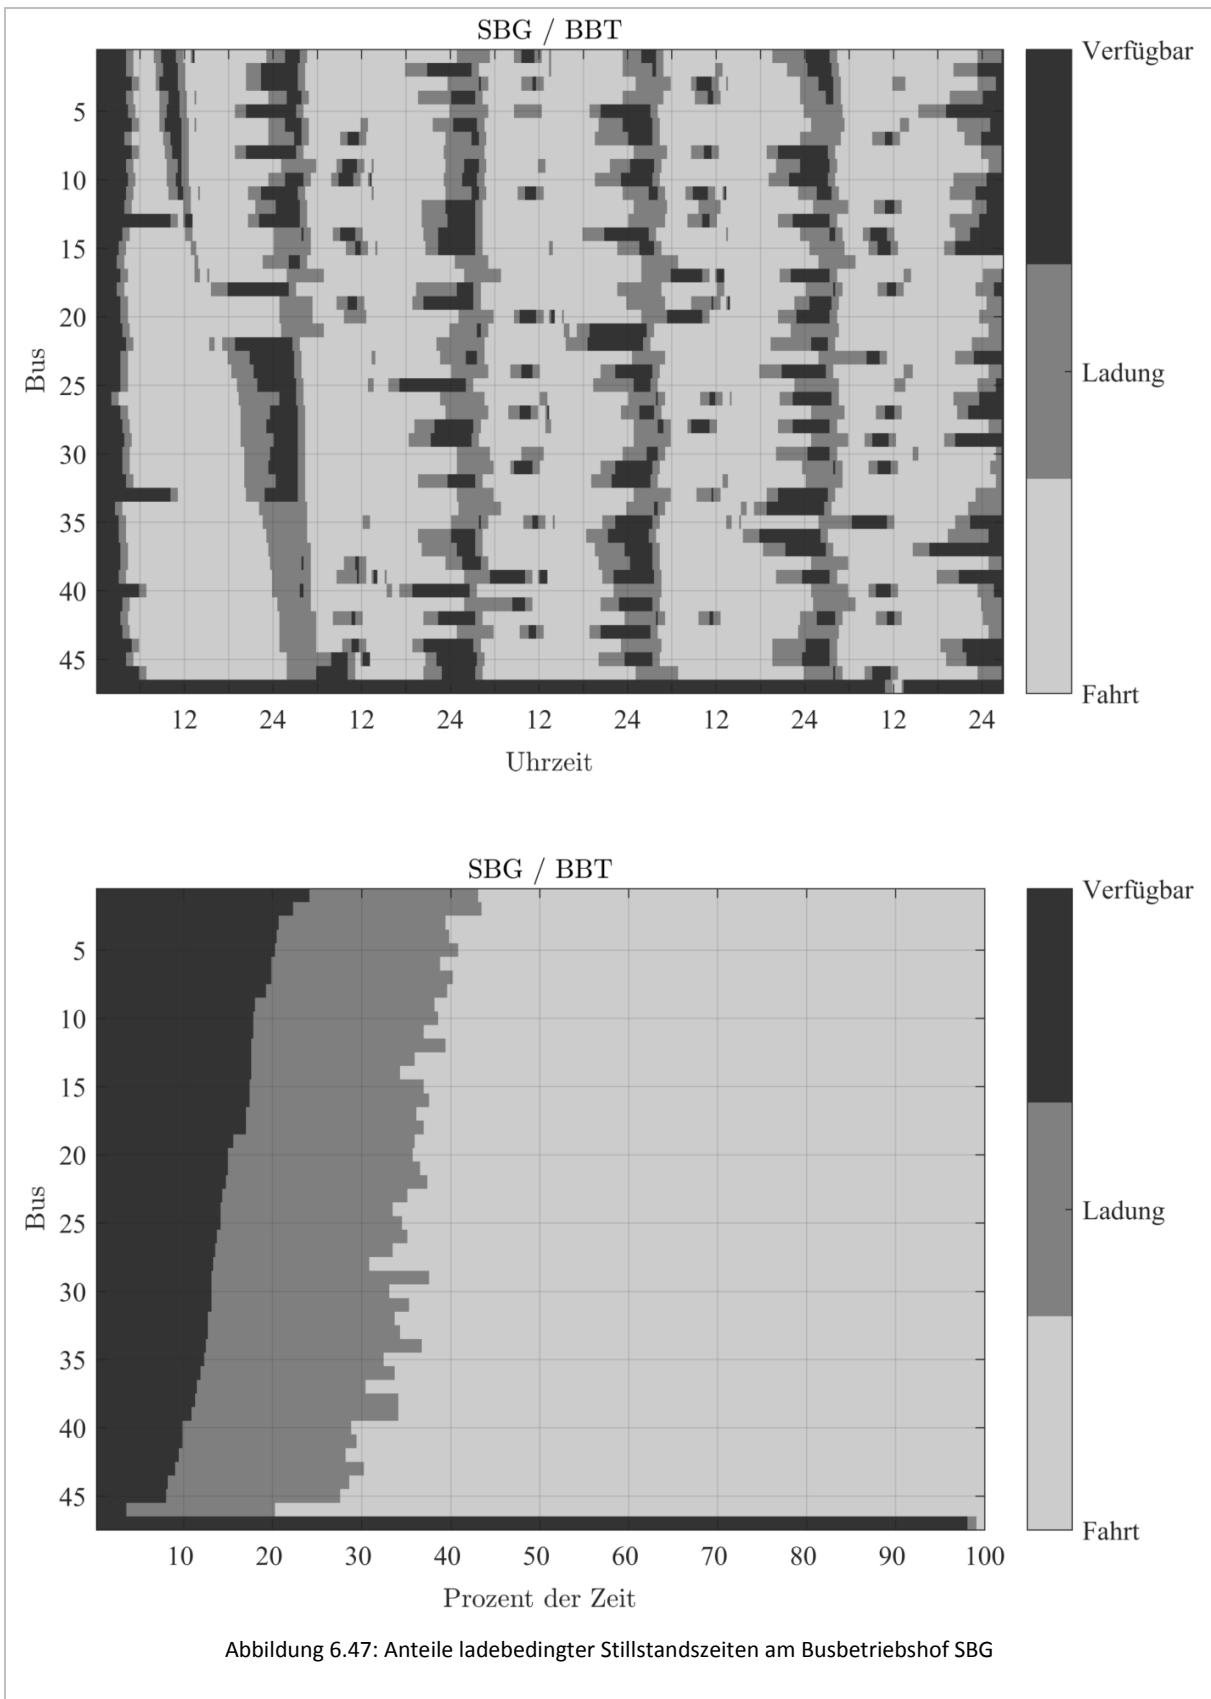 SBG / BBT
Verfügbar
Ladung
Fahrt
Bus
5
10
15
20
25
30
35
40
45
12 24 12 24 12 24 12 24 12 24
Uhrzeit
SBG / BBT
Verfügbar
Ladung
Fahrt
Bus
5
10
15
20
25
30
35
40
45
10 20 30 40 50 60 70 80 90 100
Prozent der Zeit
Abbildung 6.47: Anteile ladebedingter Stillstandszeiten am Busbetriebshof SBG